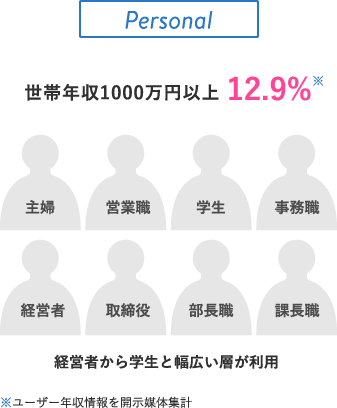 Personal
世帯年収1000万円以上 12.9%※
主婦 営業職 学生 事務職
経営者 取締役 部長職 課長職
経営者から学生と幅広い層が利用
※ユーザー年収情報を開示媒体集計